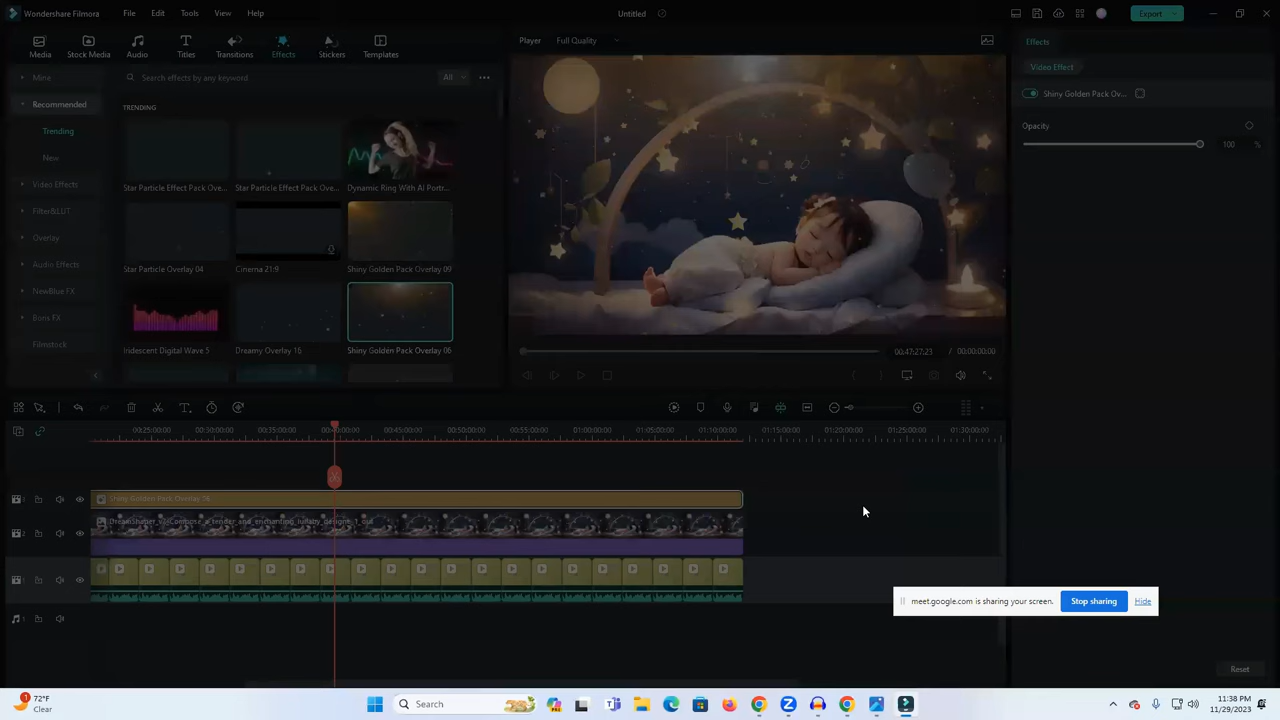 Wondershare Filmora File Edit Tools View Help Untitled Export
Media Stock Media Audio Titles Transitions Effects Stickers Templates
Player Full Quality
Effects
Video Effect
Mine
Search effects by any keyword All
Recommended
TRENDING
Shiny Golden Pack Ov...
Trending
Opacity
New
100 %
Star Particle Effect Pack Ove... Star Particle Effect Pack Ove... Dynamic Ring With AI Portr...
Video Effects
Filter&LUT
Overlay
Audio Effects
Star Particle Overlay 04 Cinema 21:9 Shiny Golden Pack Overlay 09
NewBlue FX
Boris FX
Filmstock
Iridescent Digital Wave 5 Dreamy Overlay 16 Shiny Golden Pack Overlay 06
00:47:27:23 / 00:00:00:00
00:25:00:00 00:30:00:00 00:35:00:00 00:40:00:00 00:45:00:00 00:50:00:00 00:55:00:00 01:00:00:00 01:05:00:00 01:10:00:00 01:15:00:00 01:20:00:00 01:25:00:00 01:30:00:00
3
2
1
1
meet.google.com is sharing your screen. Stop sharing Hide
Reset
1
72°F
Clear
Search
11:38 PM
11/29/2023